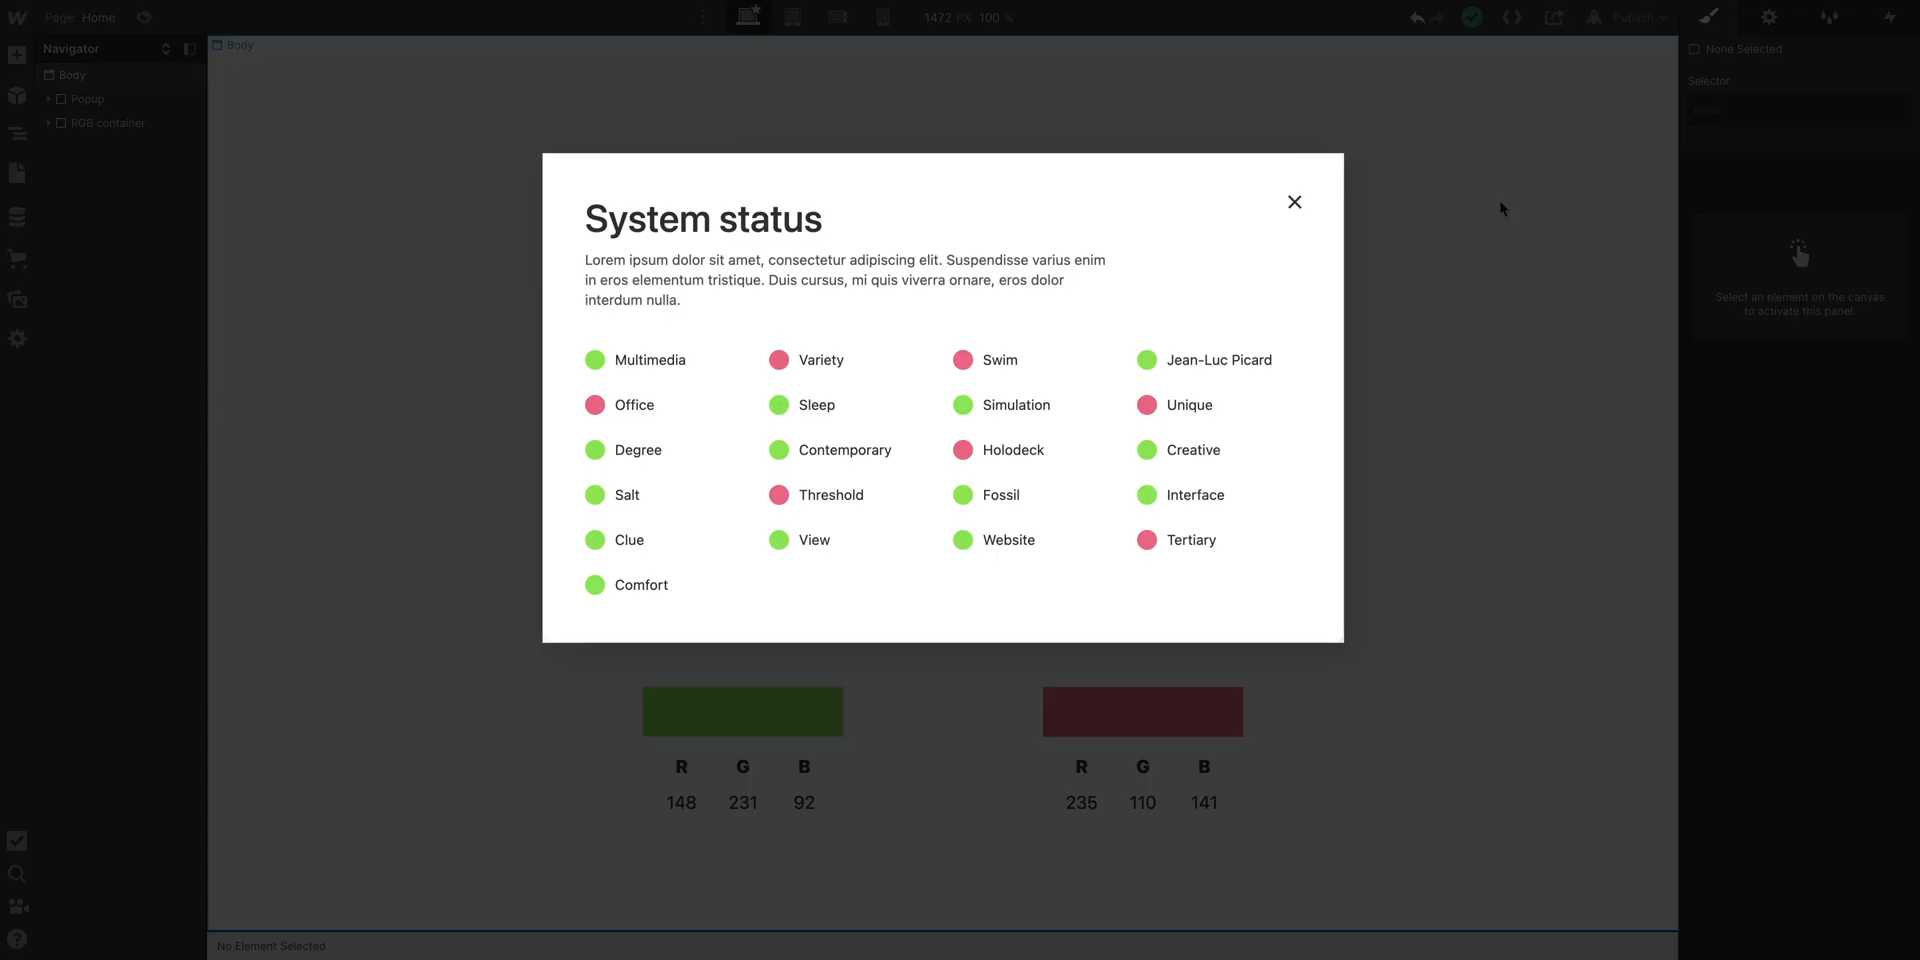 Page: Home
1472 PX 100 %
Publish
Navigator
Body
None Selected
Body
Selector
Popup
None
RGB container
System status
Lorem ipsum dolor sit amet, consectetur adipiscing elit. Suspendisse varius enim
in eros elementum tristique. Duis cursus, mi quis viverra ornare, eros dolor
interdum nulla.
Select an element on the canvas
to activate this panel.
Multimedia Variety Swim Jean-Luc Picard
Office Sleep Simulation Unique
Degree Contemporary Holodeck Creative
Salt Threshold Fossil Interface
Clue View Website Tertiary
Comfort
R G B R G B
148 231 92 235 110 141
No Element Selected